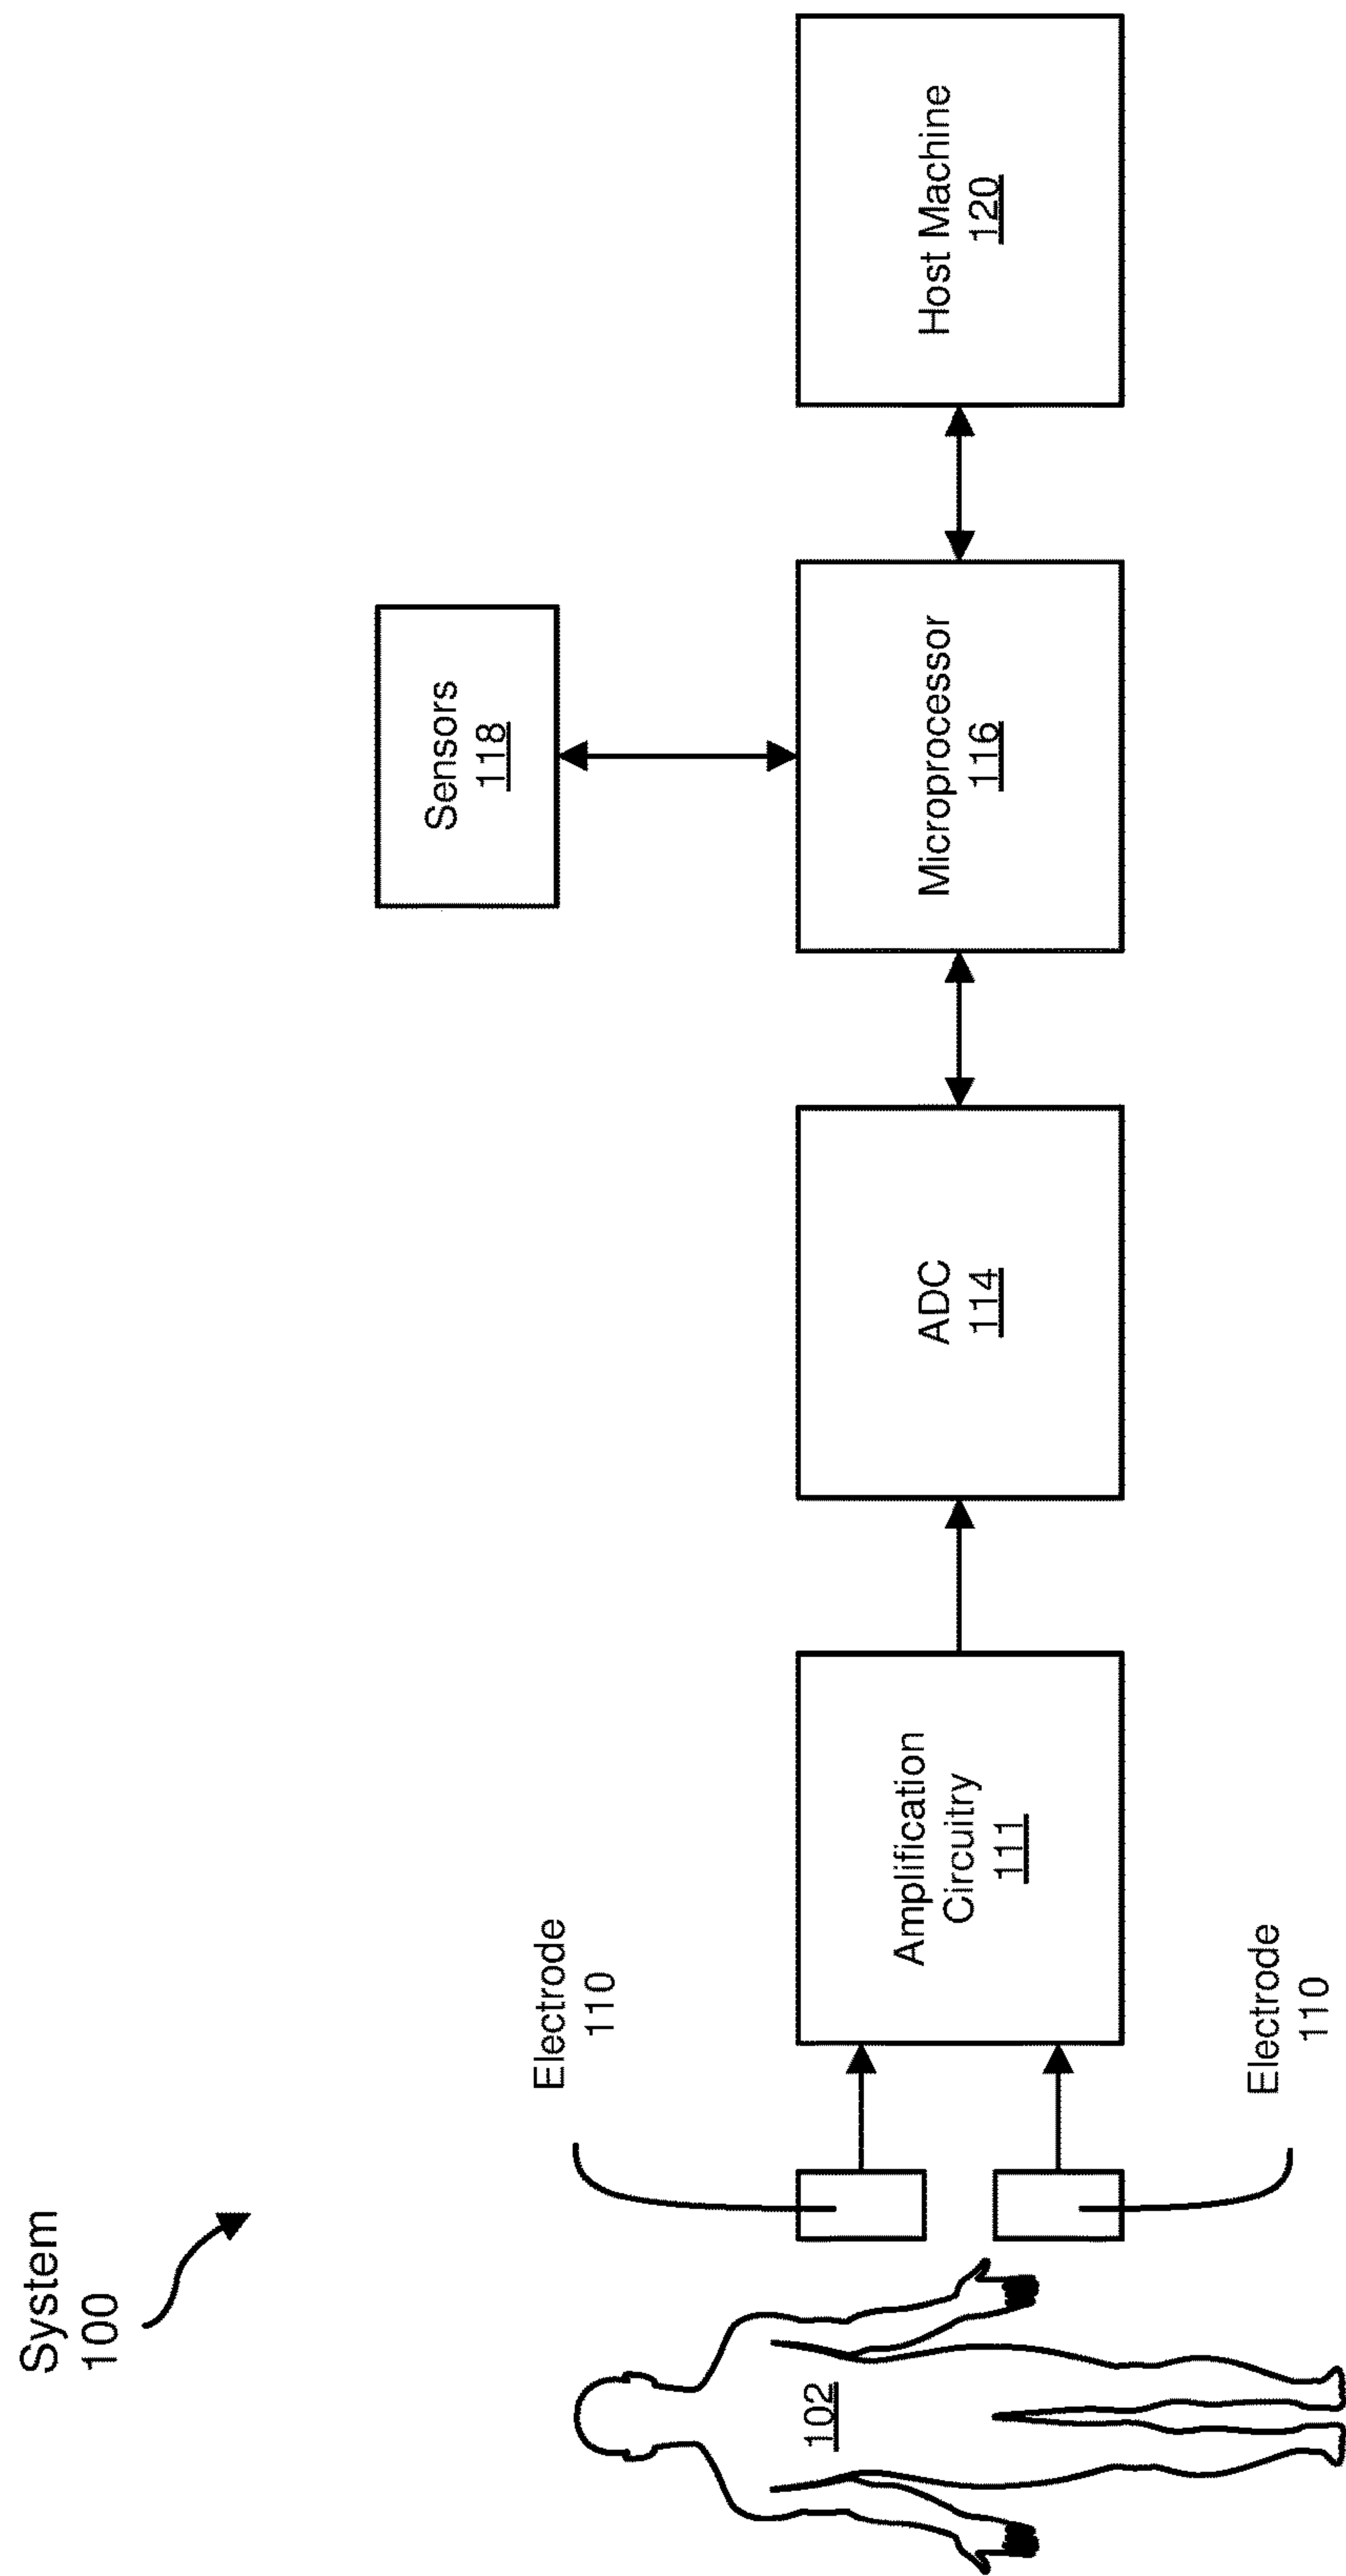 System
100
102
Electrode
110
Electrode
110
Amplification
Circuitry
111
ADC
114
Microprocessor
116
Sensors
118
Host Machine
120